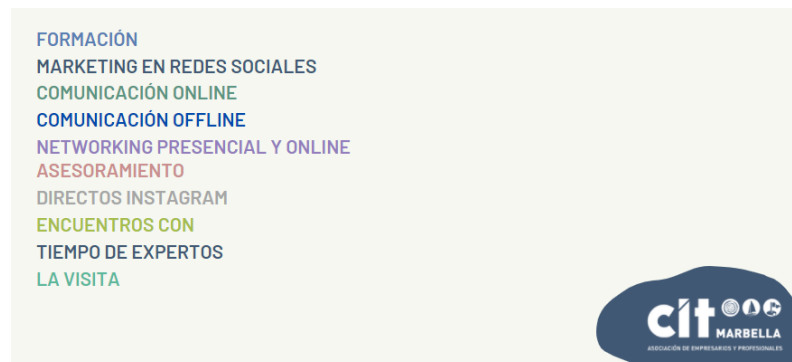 FORMACIÓN
MARKETING EN REDES SOCIALES
COMUNICACIÓN ONLINE
COMUNICACIÓN OFFLINE
NETWORKING PRESENCIAL Y ONLINE
ASESORAMIENTO
DIRECTOS INSTAGRAM
ENCUENTROS CON
TIEMPO DE EXPERTOS
LA VISITA
cit
MARBELLA
ASOCIACIÓN DE EMPRESARIOS Y PROFESIONALES